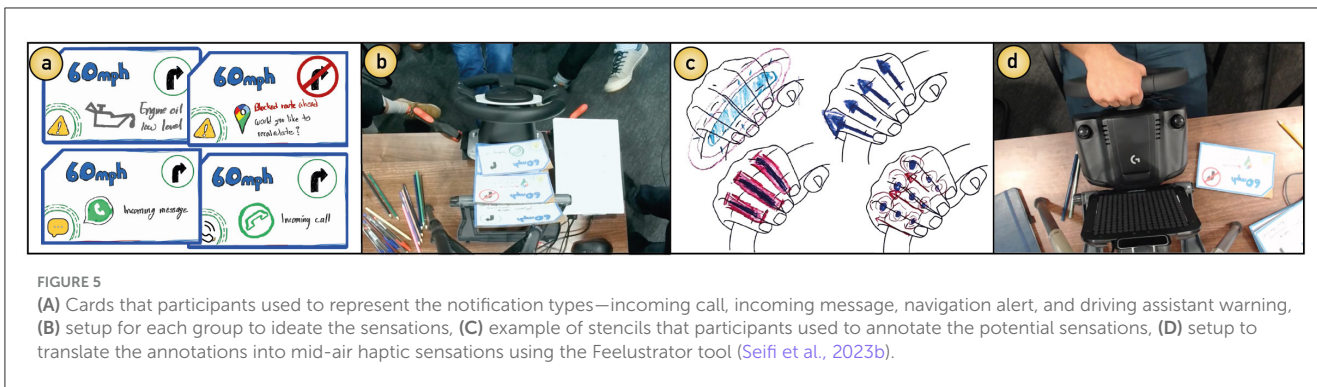 a
60mph
Engine oil
low level
60mph
Blocked route ahead
would you like to
recalculate?
60mph
Incoming message
60mph
Incoming call
b
60mph
60mph
c
d
G
60mph
FIGURE 5
(A) Cards that participants used to represent the notification types—incoming call, incoming message, navigation alert, and driving assistant warning,
(B) setup for each group to ideate the sensations, (C) example of stencils that participants used to annotate the potential sensations, (D) setup to
translate the annotations into mid-air haptic sensations using the Feelustrator tool (Seifi et al., 2023b).